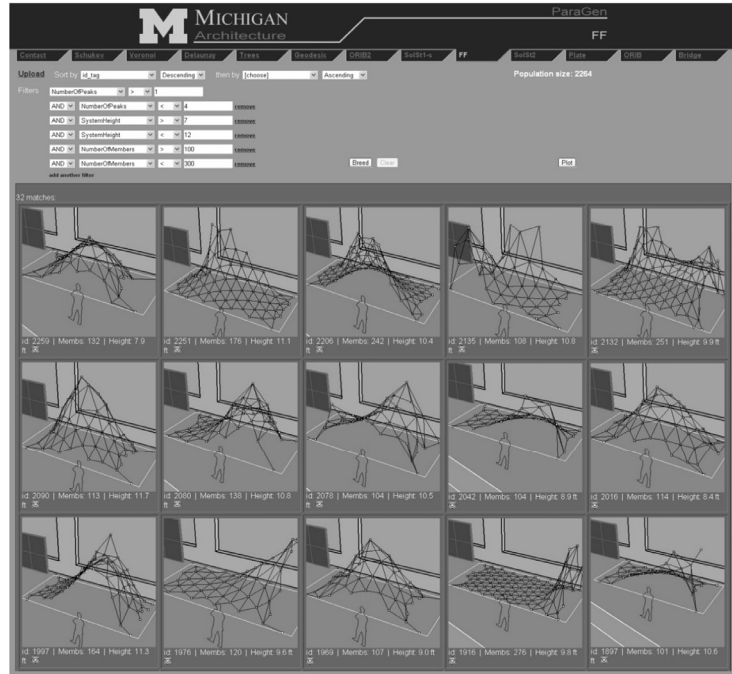 M MICHIGAN
Architecture
ParaGen
FF
Contact Schukov Voronoi Delaunay Trees Geodesis ORIB2 SolSt1-s FF SolSt2 Plate ORIB Bridge
Upload Sort by id_tag Descending then by [choose] Ascending Population size: 2264
Filters NumberOfPeaks > 1
AND NumberOfPeaks < 4 remove
AND SystemHeight > 7 remove
AND SystemHeight < 12 remove
AND NumberOfMembers > 100 remove
AND NumberOfMembers < 300 remove Breed Clear Plot
add another filter
32 matches:
id: 2259 | Membs: 132 | Height: 7.9 ft
id: 2251 | Membs: 176 | Height: 11.1 ft
id: 2206 | Membs: 242 | Height: 10.4 ft
id: 2135 | Membs: 108 | Height: 10.8 ft
id: 2132 | Membs: 251 | Height: 9.9 ft
id: 2090 | Membs: 113 | Height: 11.7 ft
id: 2080 | Membs: 138 | Height: 10.8 ft
id: 2078 | Membs: 104 | Height: 10.5 ft
id: 2042 | Membs: 104 | Height: 8.9 ft
id: 2016 | Membs: 114 | Height: 8.4 ft
id: 1997 | Membs: 164 | Height: 11.3 ft
id: 1976 | Membs: 120 | Height: 9.6 ft
id: 1969 | Membs: 107 | Height: 9.0 ft
id: 1916 | Membs: 276 | Height: 9.8 ft
id: 1897 | Membs: 101 | Height: 10.6 ft